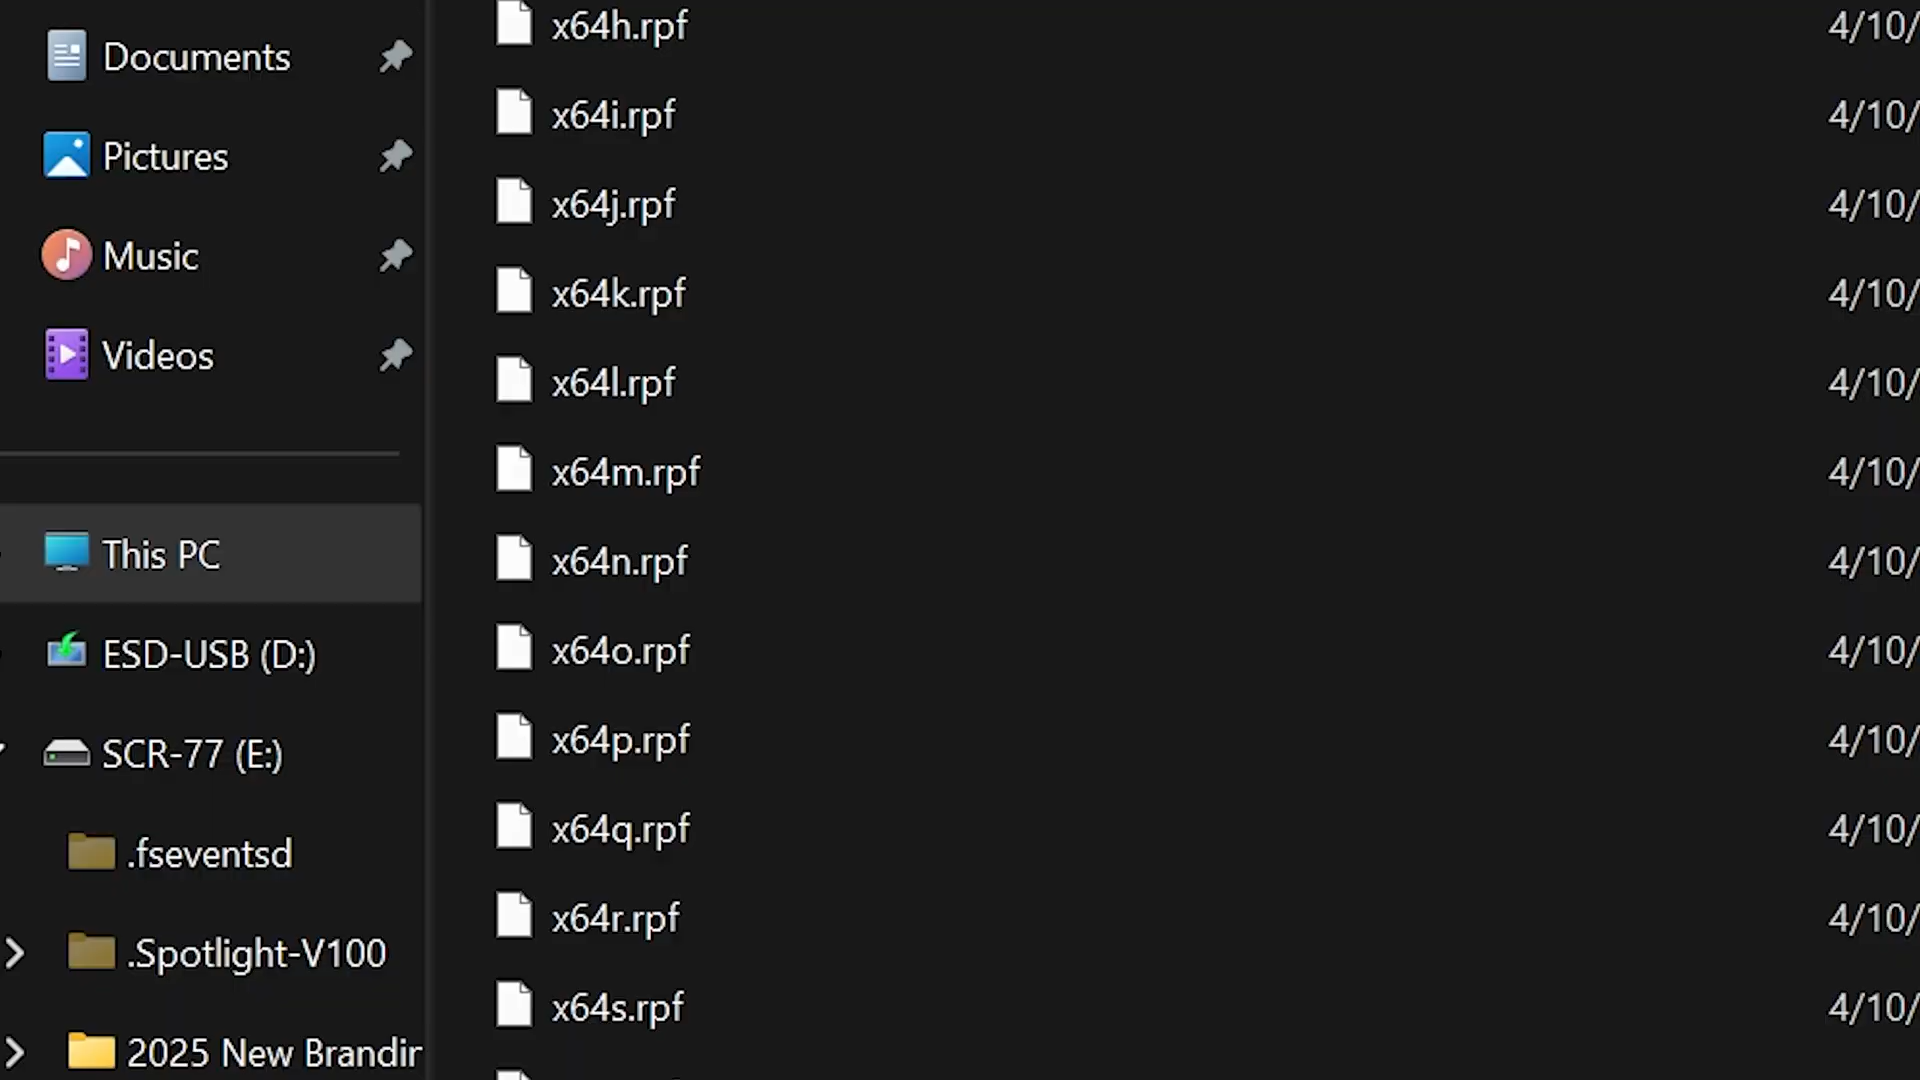 Documents
Pictures
Music
Videos
This PC
ESD-USB (D:)
SCR-77 (E:)
.fseventsd
.Spotlight-V100
2025 New Brandin
x64h.rpf 4/10/
x64i.rpf 4/10/
x64j.rpf 4/10/
x64k.rpf 4/10/
x64l.rpf 4/10/
x64m.rpf 4/10/
x64n.rpf 4/10/
x64o.rpf 4/10/
x64p.rpf 4/10/
x64q.rpf 4/10/
x64r.rpf 4/10/
x64s.rpf 4/10/